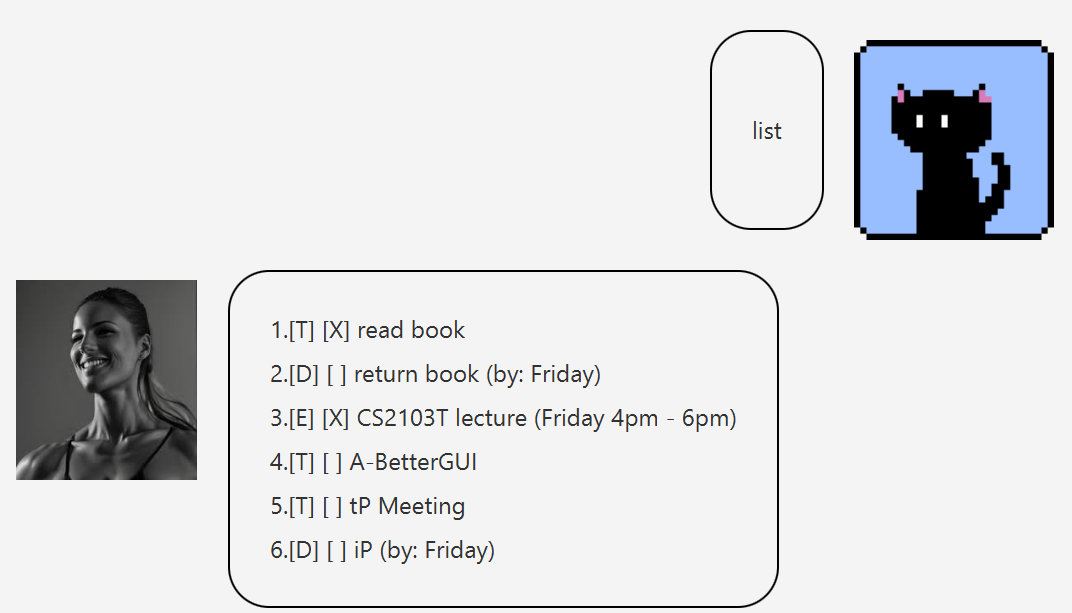 list
1.[T] [X] read book
2.[D] [ ] return book (by: Friday)
3.[E] [X] CS2103T lecture (Friday 4pm - 6pm)
4.[T] [ ] A-BetterGUI
5.[T] [ ] tP Meeting
6.[D] [ ] iP (by: Friday)